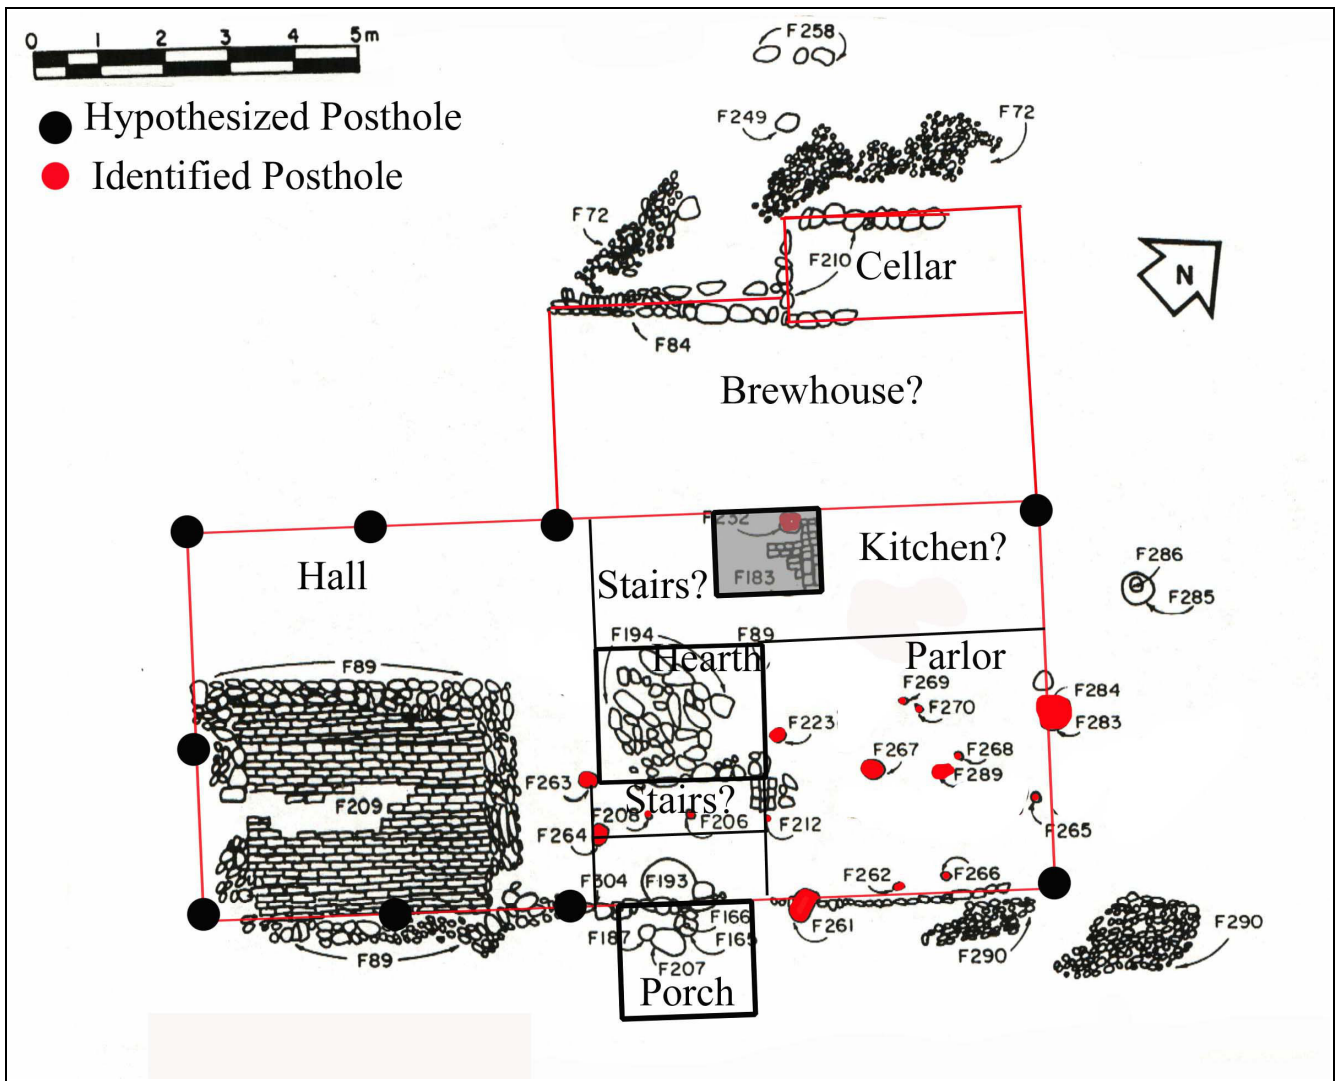 0 1 2 3 4 5m
Hypothesized Posthole
Identified Posthole
F258
F249
F72
F72
F210
Cellar
N
F84
Brewhouse?
F232
F183
Kitchen?
Hall
Stairs?
F286
F285
F194
F89
Hearth
Parlor
F89
F269
F270
F284
F283
F223
F267
F268
F289
F263
F209
Stairs?
F208
F206
F212
F264
F265
F304
F193
F262
F266
F166
F187
F165
F261
F290
F290
F89
F207
Porch